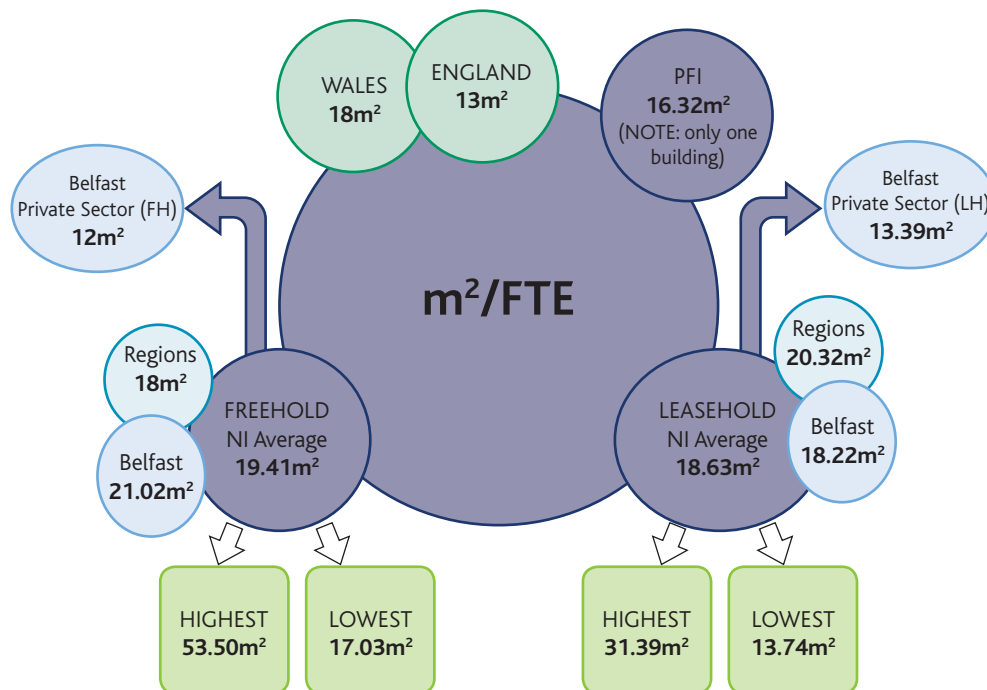 WALES
18m²
ENGLAND
13m²
PFI
16.32m²
(NOTE: only one
building)
Belfast
Private Sector (FH)
12m²
Belfast
Private Sector (LH)
13.39m²
m²/FTE
Regions
18m²
Belfast
21.02m²
FREEHOLD
NI Average
19.41m²
LEASEHOLD
NI Average
18.63m²
Regions
20.32m²
Belfast
18.22m²
HIGHEST
53.50m²
LOWEST
17.03m²
HIGHEST
31.39m²
LOWEST
13.74m²